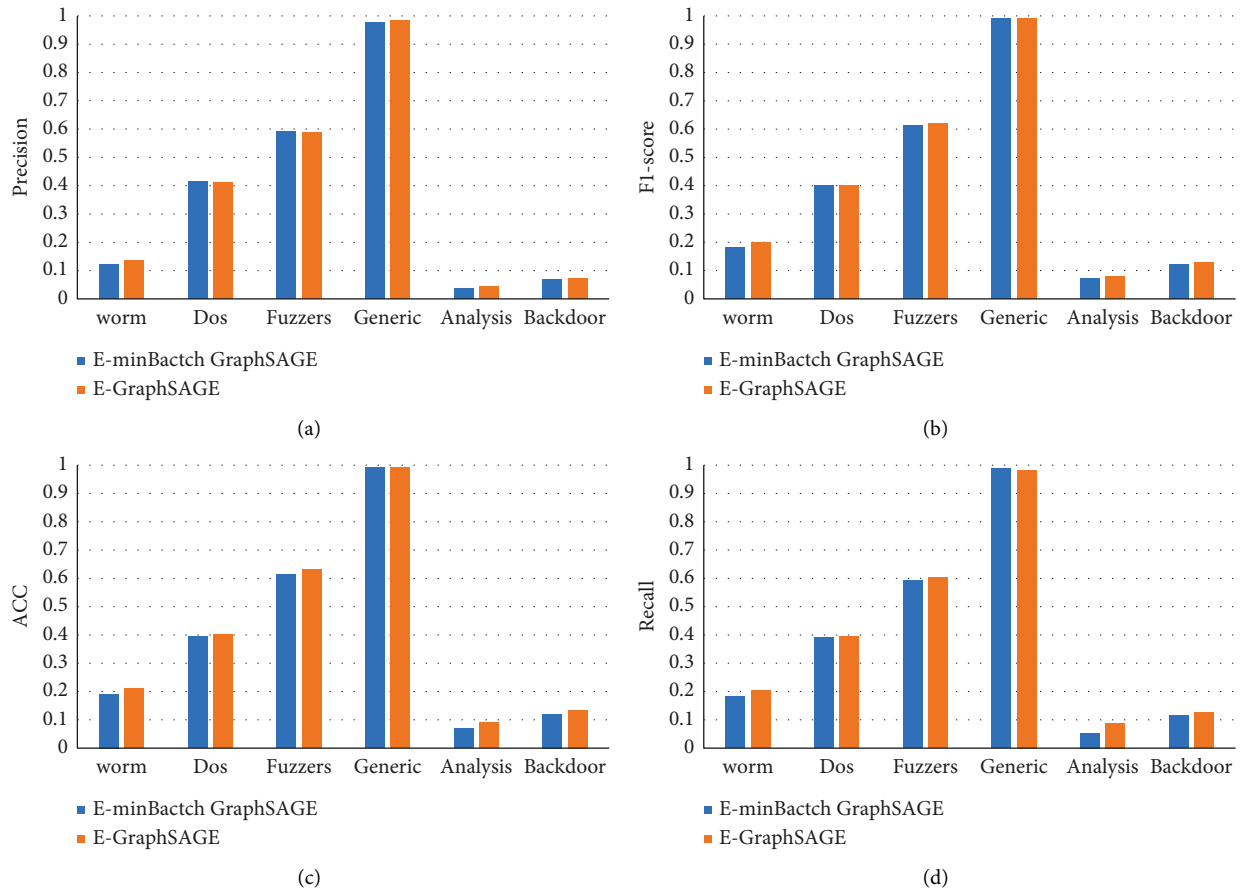 Precision
1
0.9
0.8
0.7
0.6
0.5
0.4
0.3
0.2
0.1
0
worm Dos Fuzzers Generic Analysis Backdoor
E-minBactch GraphSAGE
E-GraphSAGE
(a)
F1-score
1
0.9
0.8
0.7
0.6
0.5
0.4
0.3
0.2
0.1
0
worm Dos Fuzzers Generic Analysis Backdoor
E-minBactch GraphSAGE
E-GraphSAGE
(b)
ACC
1
0.9
0.8
0.7
0.6
0.5
0.4
0.3
0.2
0.1
0
worm Dos Fuzzers Generic Analysis Backdoor
E-minBactch GraphSAGE
E-GraphSAGE
(c)
Recall
1
0.9
0.8
0.7
0.6
0.5
0.4
0.3
0.2
0.1
0
worm Dos Fuzzers Generic Analysis Backdoor
E-minBactch GraphSAGE
E-GraphSAGE
(d)